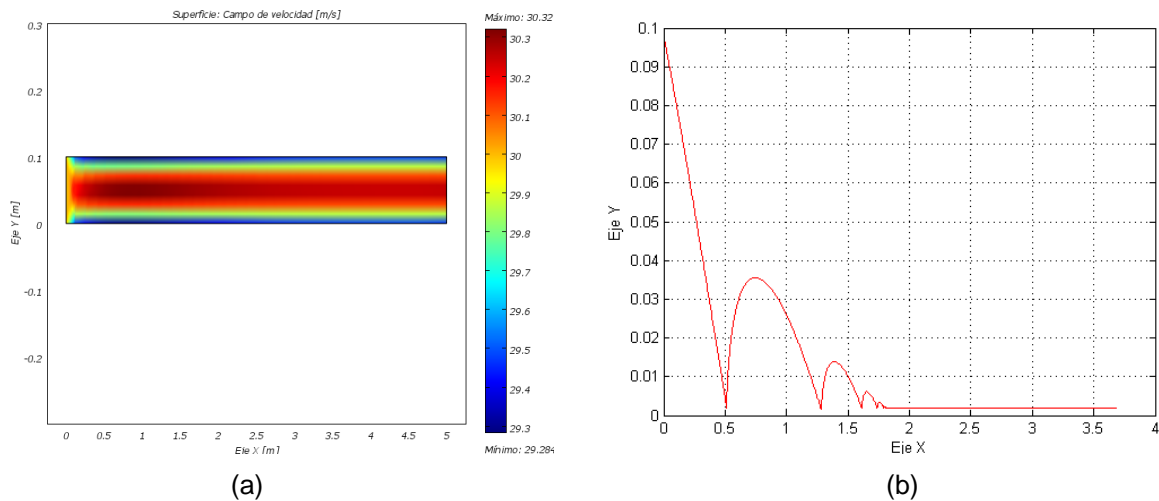 Superficie: Campo de velocidad [m/s]
Máximo: 30.32
0.3
0.2
0.1
0
-0.1
-0.2
Eje Y [m]
0 0.5 1 1.5 2 2.5 3 3.5 4 4.5 5
Eje X [m]
30.3
30.2
30.1
30
29.9
29.8
29.7
29.6
29.5
29.4
29.3
Mínimo: 29.284
(a)
0.1
0.09
0.08
0.07
0.06
0.05
0.04
0.03
0.02
0.01
0
Eje Y
0 0.5 1 1.5 2 2.5 3 3.5 4
Eje X
(b)